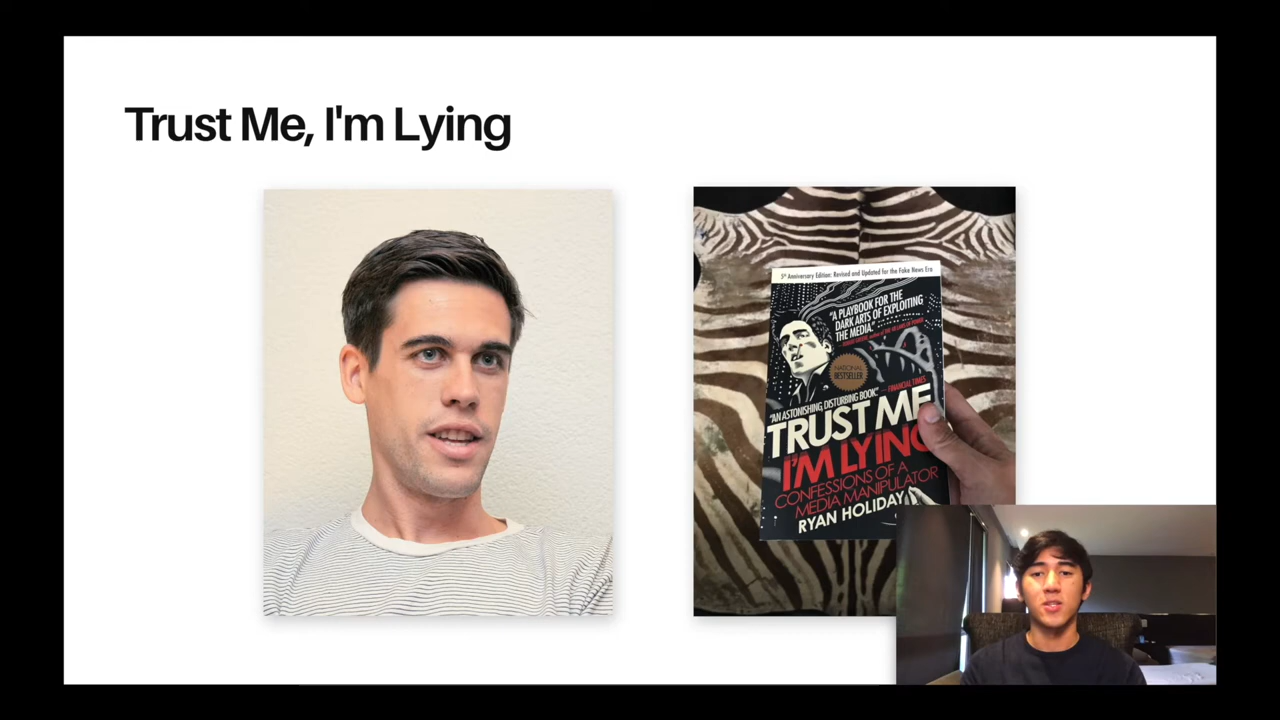 Trust Me, I'm Lying
5th Anniversary Edition: Revised and Updated for the Fake News Era
"A PLAYBOOK FOR THE
DARK ARTS OF EXPLOITING
THE MEDIA."
NATIONAL
BESTSELLER
"AN ASTONISHING, DISTURBING BOOK." — FINANCIAL TIMES
TRUST ME
I'M LYING
CONFESSIONS OF A
MEDIA MANIPULATOR
RYAN HOLIDAY